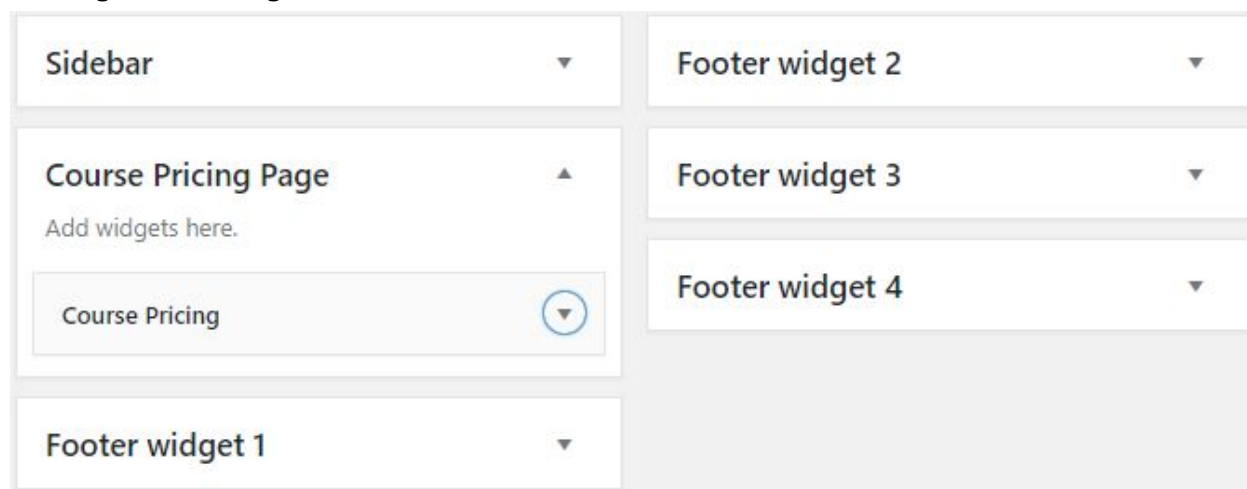 Sidebar
Course Pricing Page
Add widgets here.
Course Pricing
Footer widget 1
Footer widget 2
Footer widget 3
Footer widget 4